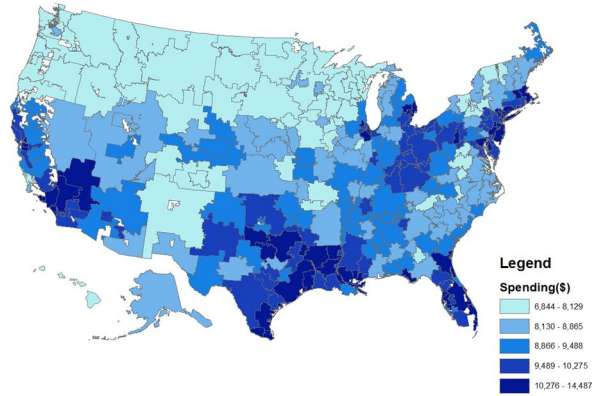 Legend
Spending($)
6,844 - 8,129
8,130 - 8,865
8,866 - 9,488
9,489 - 10,275
10,276 - 14,487